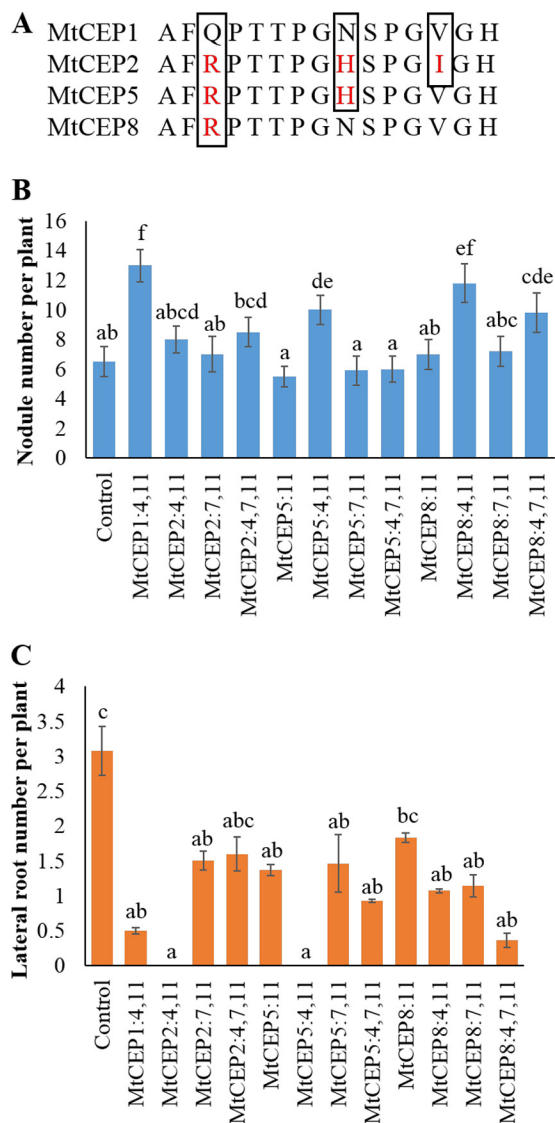 A
MtCEP1 A F Q P T T P G N S P G V G H
MtCEP2 A F R P T T P G H S P G I G H
MtCEP5 A F R P T T P G H S P G V G H
MtCEP8 A F R P T T P G N S P G V G H
B
Nodule number per plant
16
14
12
10
8
6
4
2
0
ab
f
abcd
ab
bcd
a
de
a
a
ab
ef
abc
cde
Control
MtCEP1:4,11
MtCEP2:4,11
MtCEP2:7,11
MtCEP2:4,7,11
MtCEP5:11
MtCEP5:4,11
MtCEP5:7,11
MtCEP5:4,7,11
MtCEP8:11
MtCEP8:4,11
MtCEP8:7,11
MtCEP8:4,7,11
C
Lateral root number per plant
4
3.5
3
2.5
2
1.5
1
0.5
0
c
ab
a
ab
abc
ab
a
ab
ab
bc
ab
ab
ab
Control
MtCEP1:4,11
MtCEP2:4,11
MtCEP2:7,11
MtCEP2:4,7,11
MtCEP5:11
MtCEP5:4,11
MtCEP5:7,11
MtCEP5:4,7,11
MtCEP8:11
MtCEP8:4,11
MtCEP8:7,11
MtCEP8:4,7,11